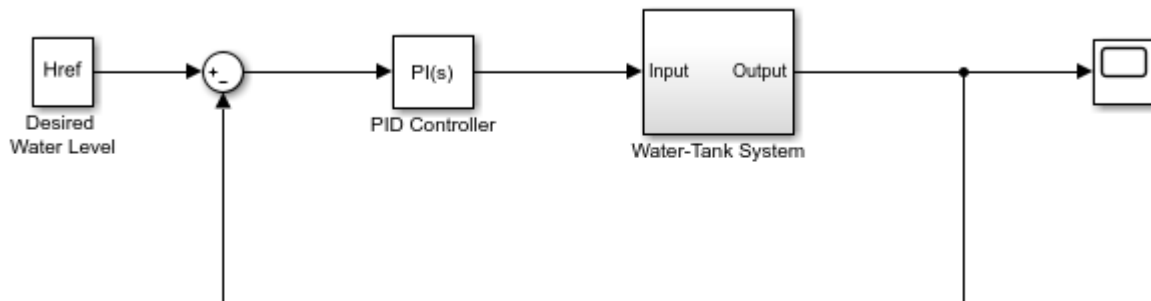 Href
Desired
Water Level
+
−
PI(s)
PID Controller
Input
Output
Water-Tank System